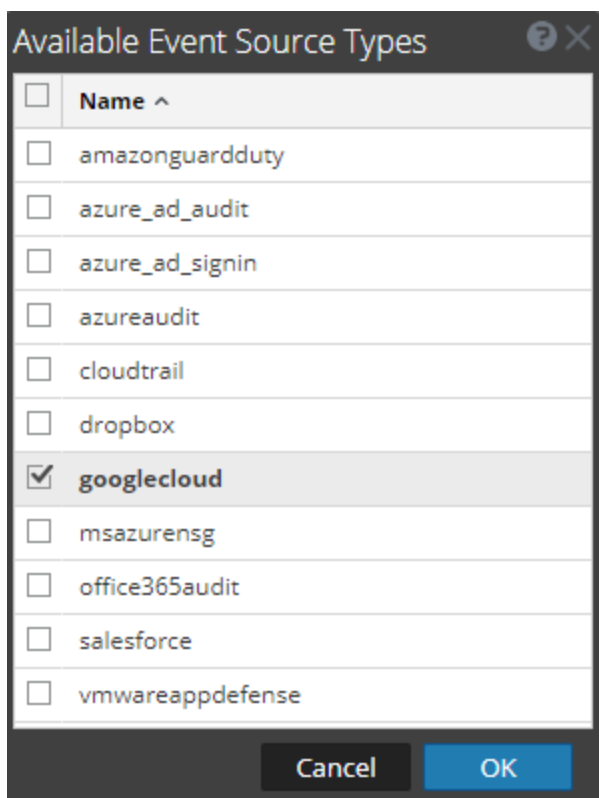 Available Event Source Types
Name
amazonguardduty
azure_ad_audit
azure_ad_signin
azureaudit
cloudtrail
dropbox
googlecloud
msazurensg
office365audit
salesforce
vmwareappdefense
Cancel OK